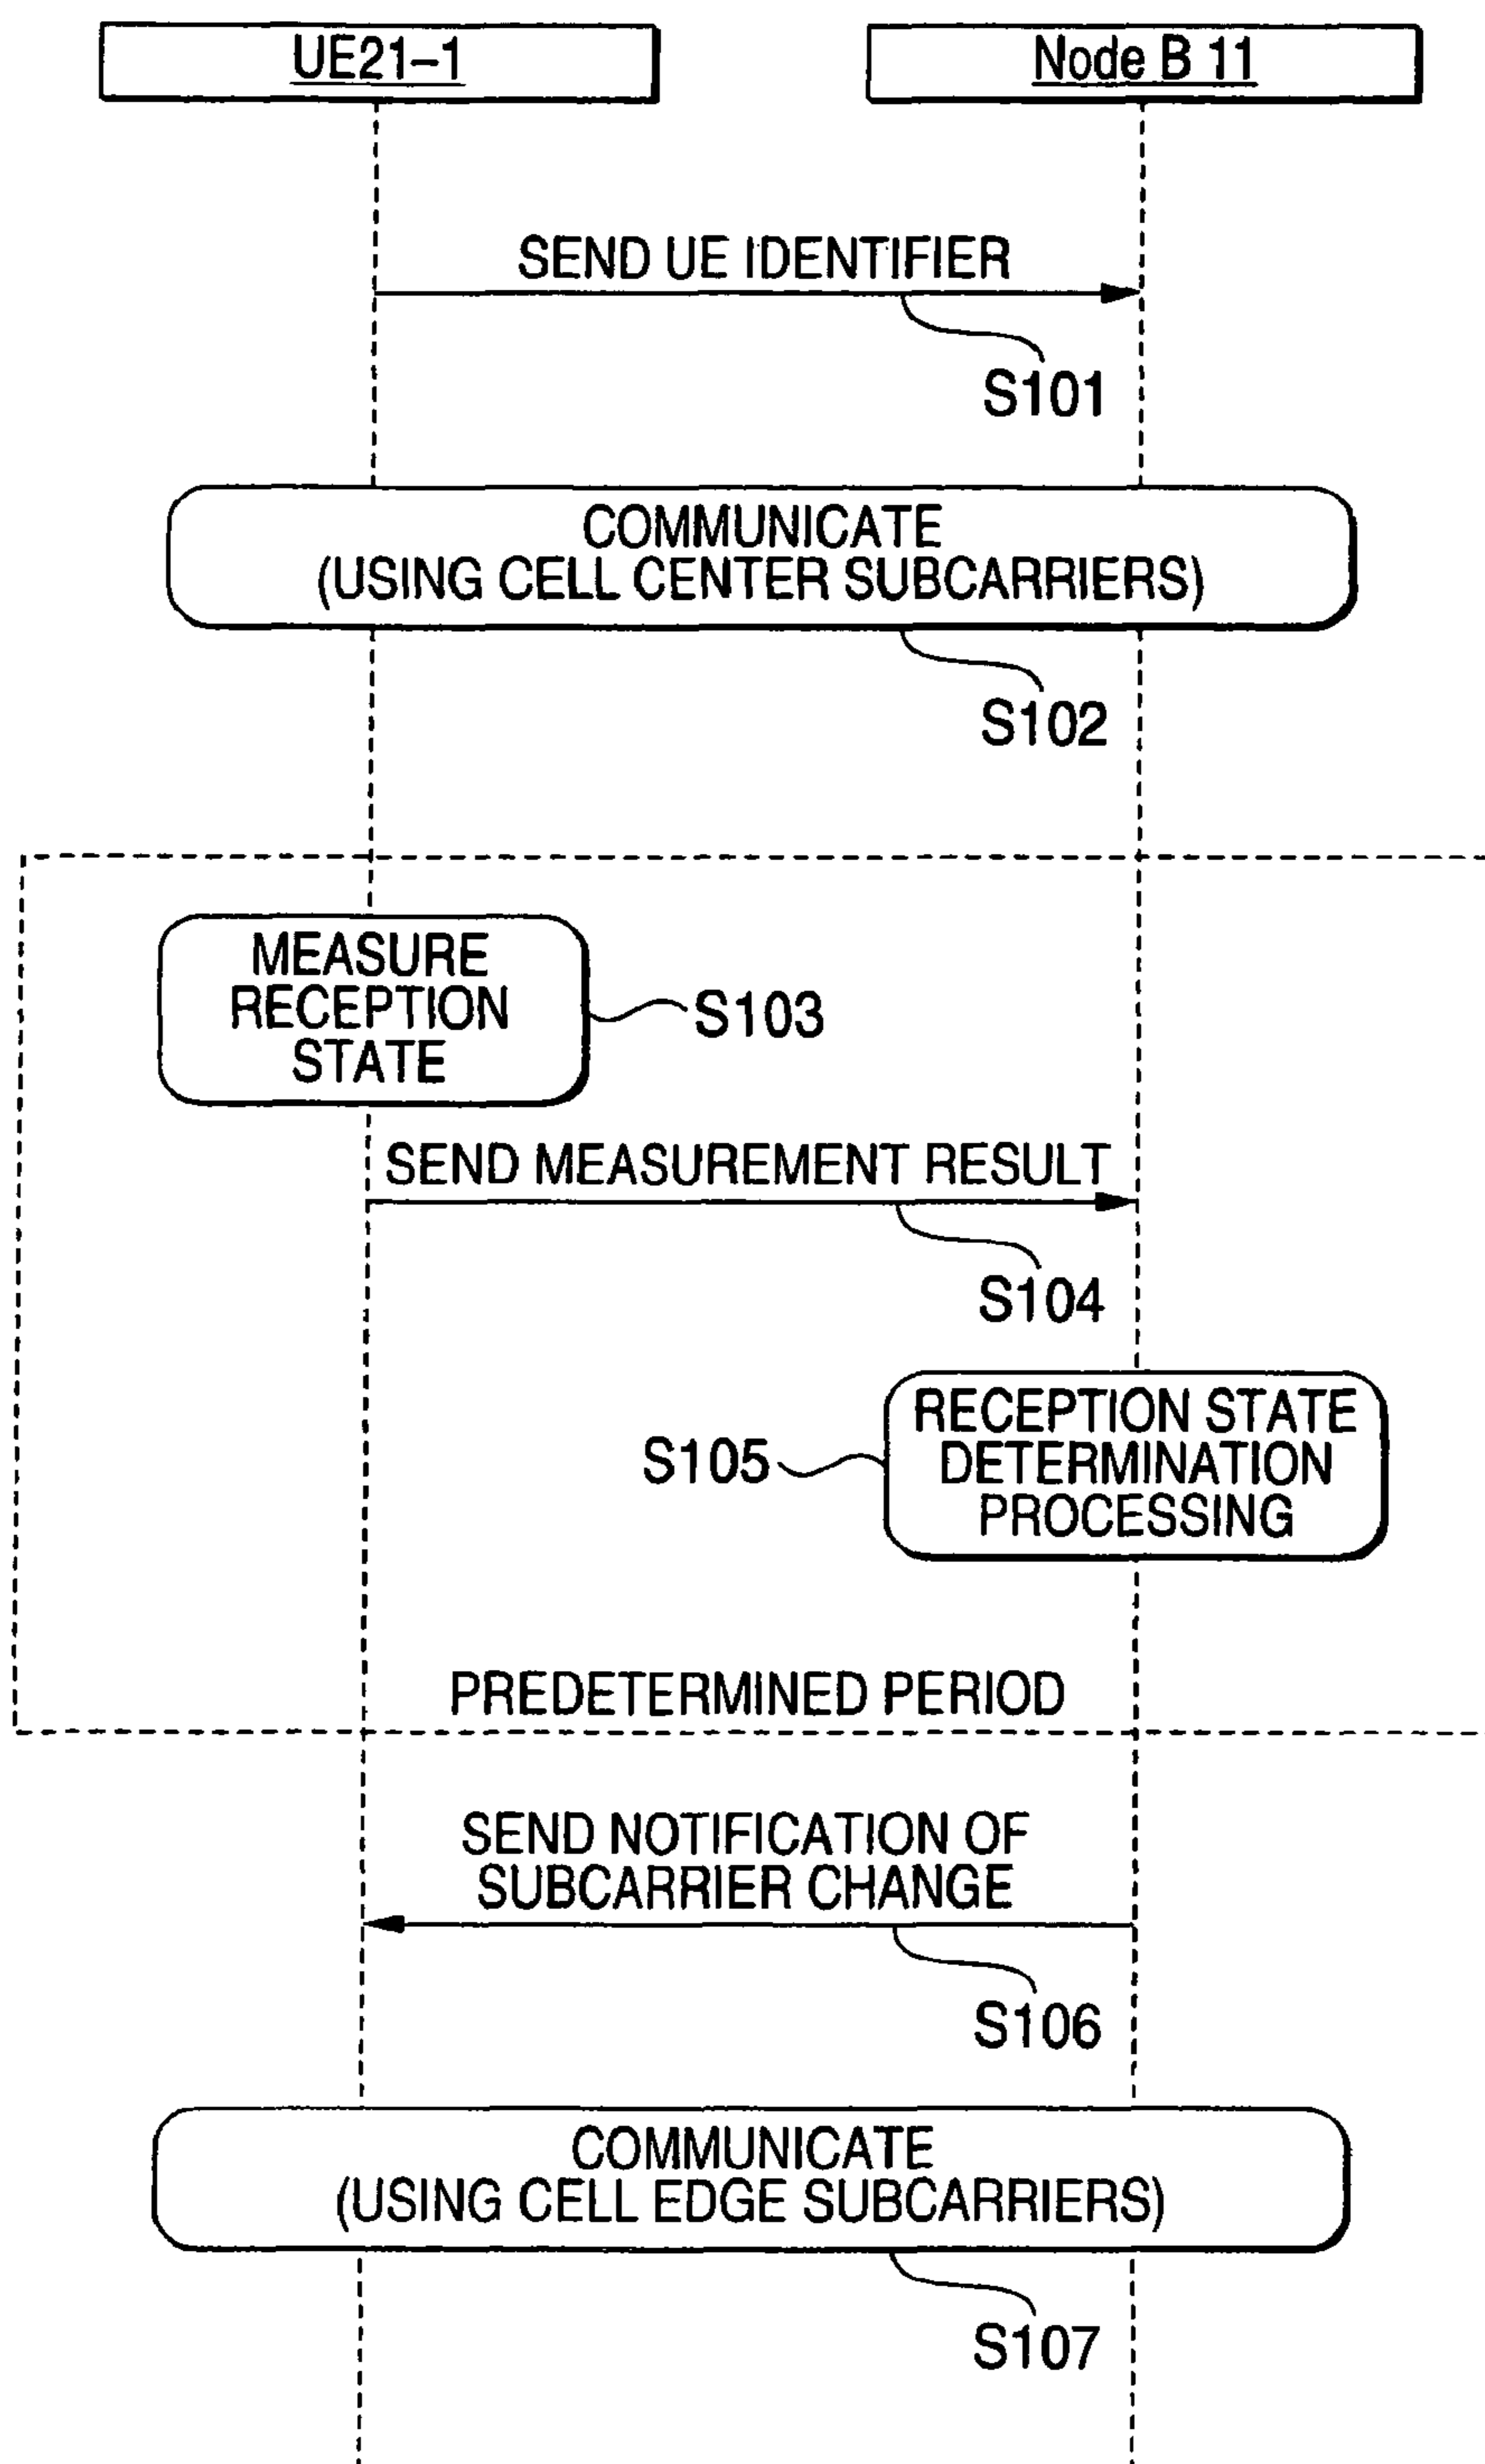 UE21-1
Node B 11
SEND UE IDENTIFIER
S101
COMMUNICATE
(USING CELL CENTER SUBCARRIERS)
S102
MEASURE
RECEPTION
STATE
S103
SEND MEASUREMENT RESULT
S104
RECEPTION STATE
DETERMINATION
PROCESSING
S105
PREDETERMINED PERIOD
SEND NOTIFICATION OF
SUBCARRIER CHANGE
S106
COMMUNICATE
(USING CELL EDGE SUBCARRIERS)
S107